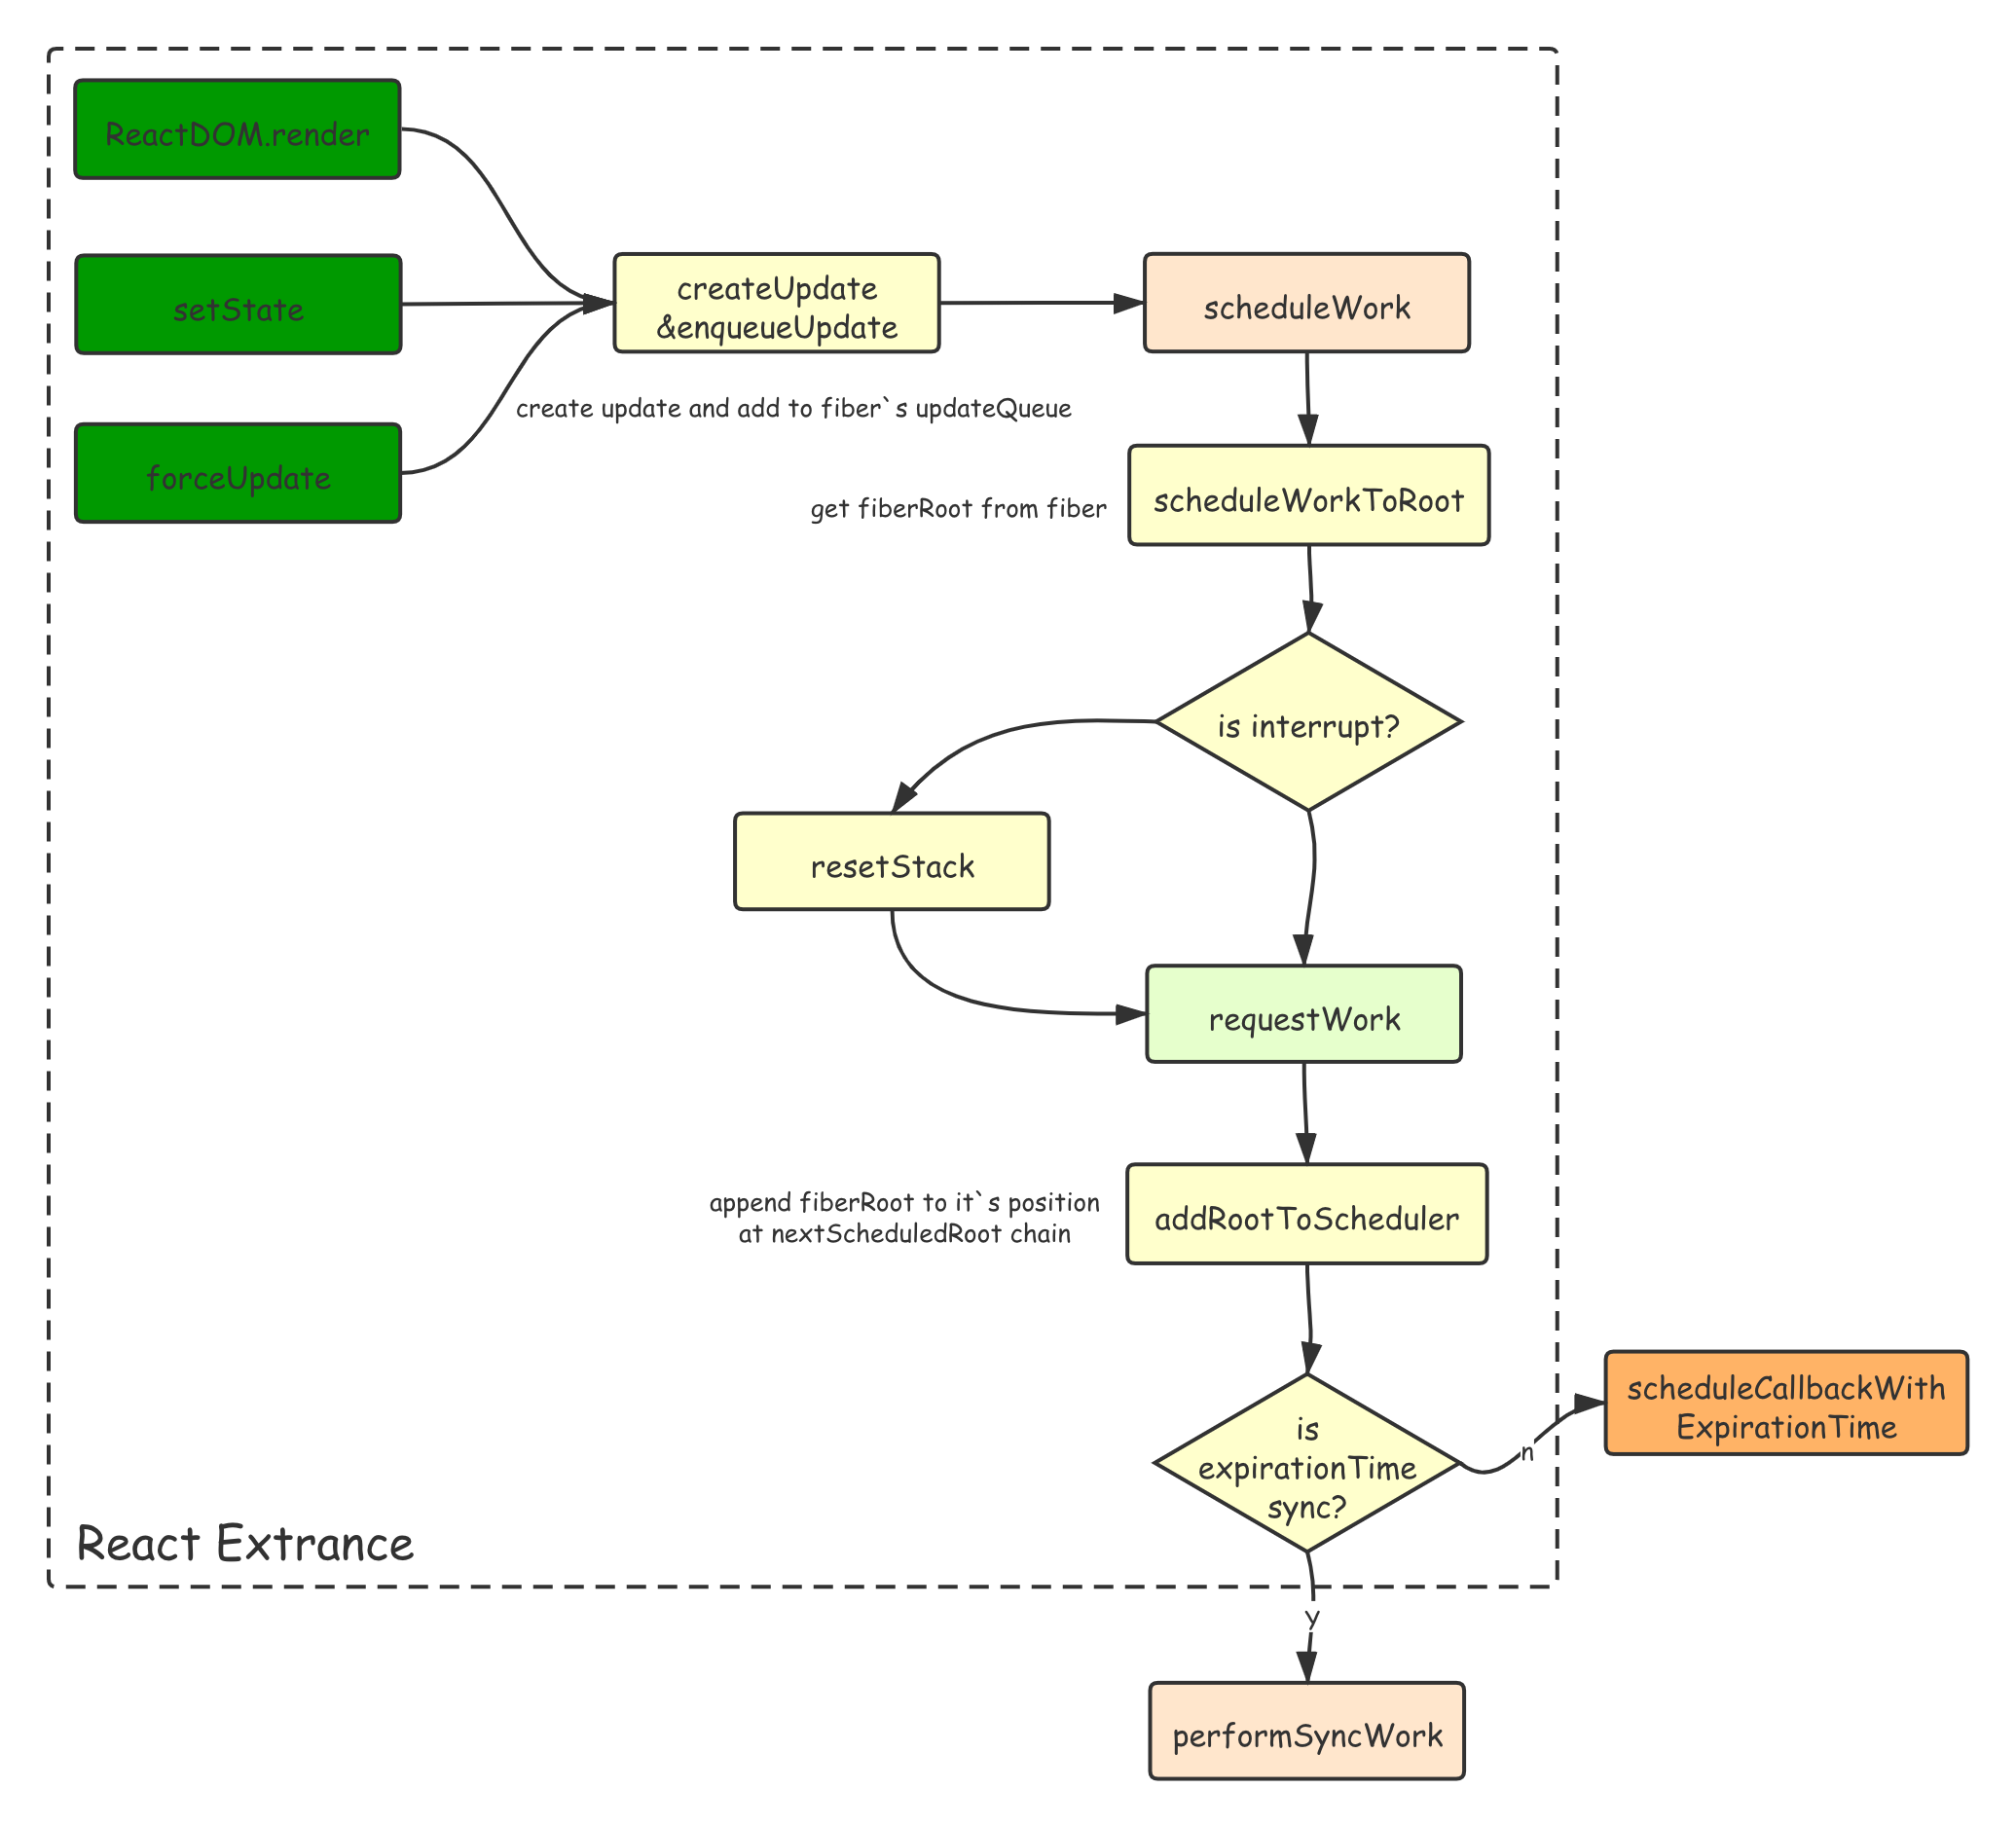 ReactDOM.render
setState
forceUpdate
createUpdate
&enqueueUpdate
create update and add to fiber`s updateQueue
scheduleWork
get fiberRoot from fiber
scheduleWorkToRoot
is interrupt?
resetStack
requestWork
append fiberRoot to it`s position
at nextScheduledRoot chain
addRootToScheduler
is
expirationTime
sync?
n
scheduleCallbackWith
ExpirationTime
React Extrance
y
performSyncWork